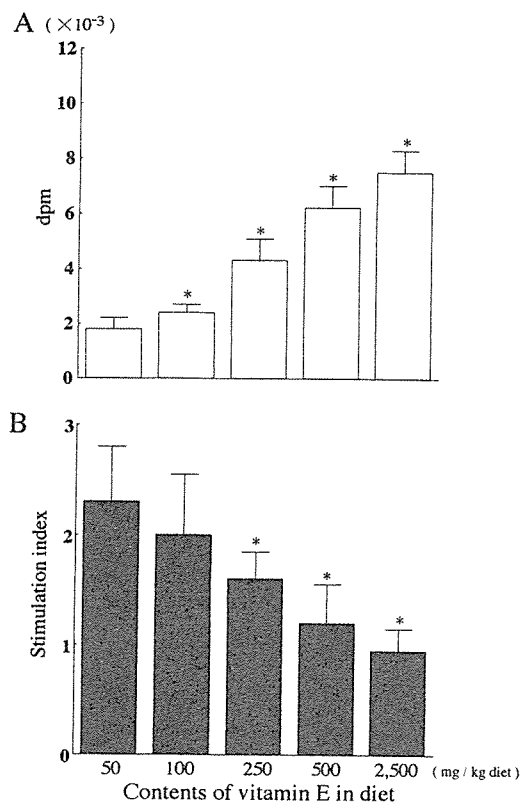 A (×10⁻³)
12
10
8
6
4
2
0
dpm
* * * *
B
3
2
1
0
Stimulation index
* * *
50 100 250 500 2,500 (mg / kg diet)
Contents of vitamin E in diet